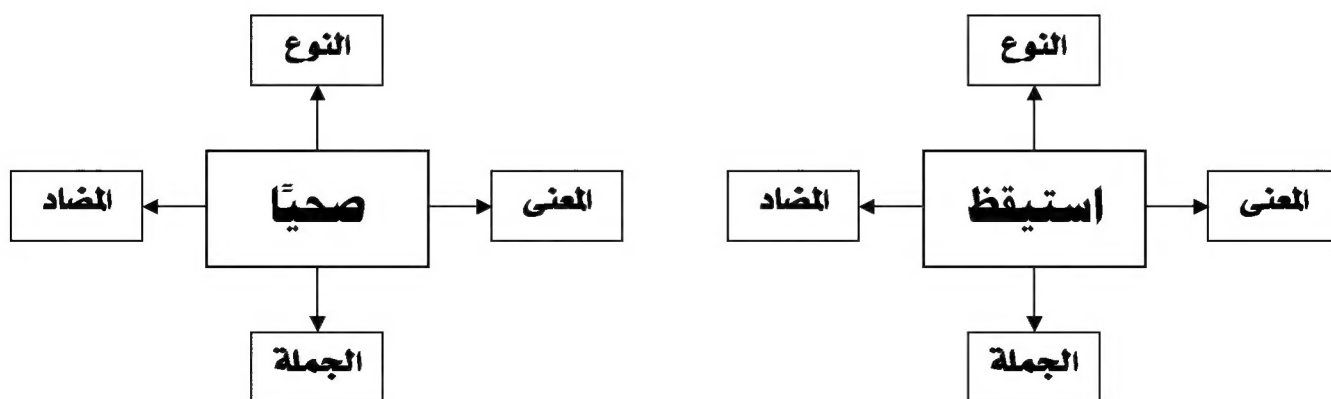 النوع
النوع
المعنى
استيقظ
المضاد
المعنى
صحيًا
المضاد
الجملة
الجملة